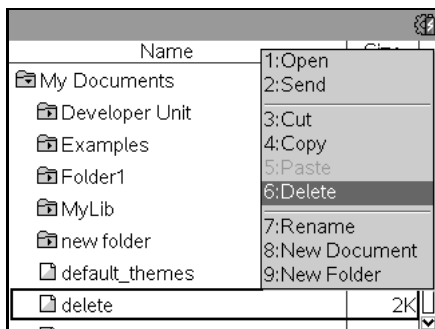 Name
My Documents
Developer Unit
Examples
Folder1
MyLib
new folder
default_themes
delete 2K
1:Open
2:Send
3:Cut
4:Copy
5:Paste
6:Delete
7:Rename
8:New Document
9:New Folder